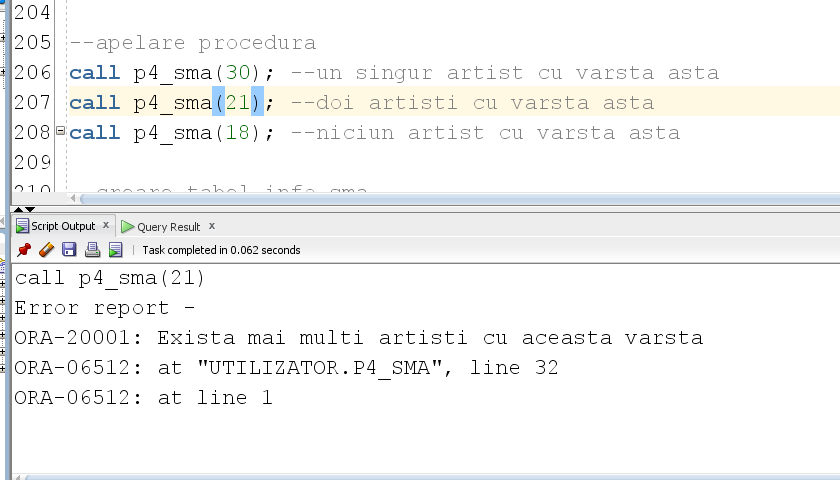 204
205 --apelare procedura
206 call p4_sma(30); --un singur artist cu varsta asta
207 call p4_sma(21); --doi artisti cu varsta asta
208 call p4_sma(18); --niciun artist cu varsta asta
209
210 --creare tabel info_sma
Script Output x Query Result x
Task completed in 0.062 seconds
call p4_sma(21)
Error report -
ORA-20001: Exista mai multi artisti cu aceasta varsta
ORA-06512: at "UTILIZATOR.P4_SMA", line 32
ORA-06512: at line 1